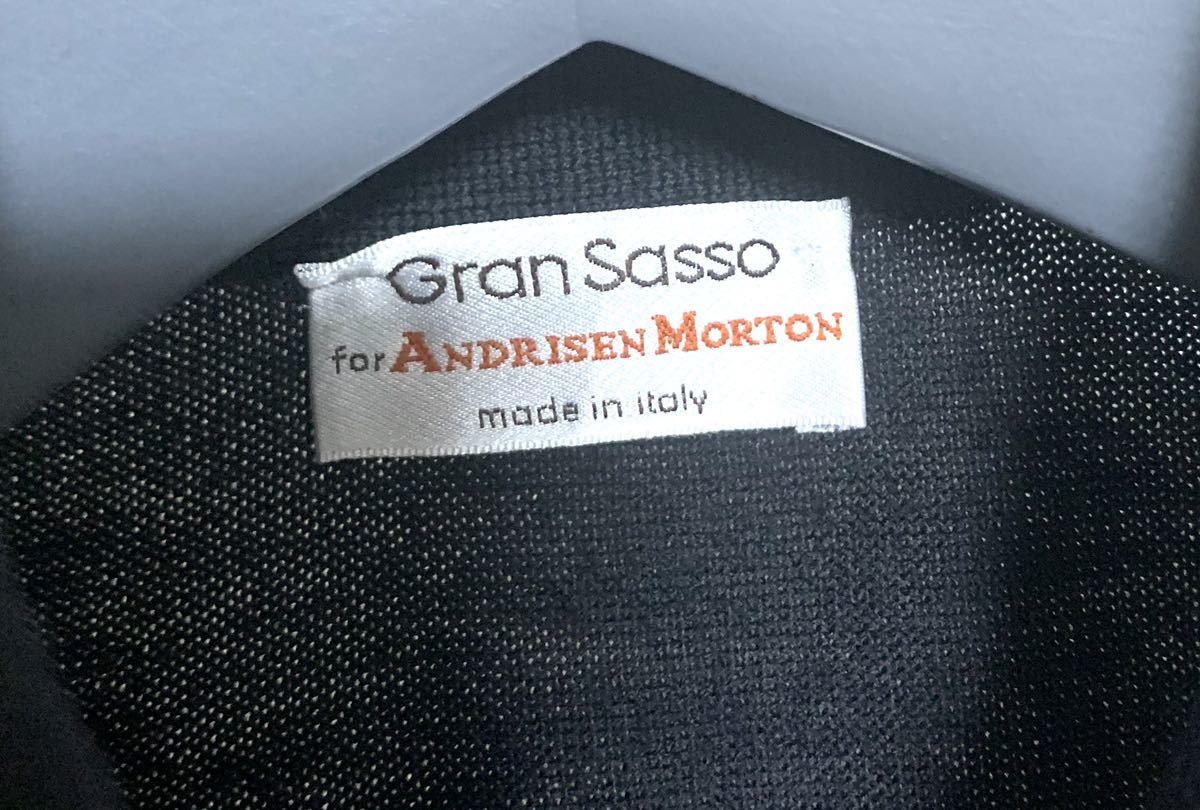 Gran Sasso
for ANDRISEN MORTON
made in italy